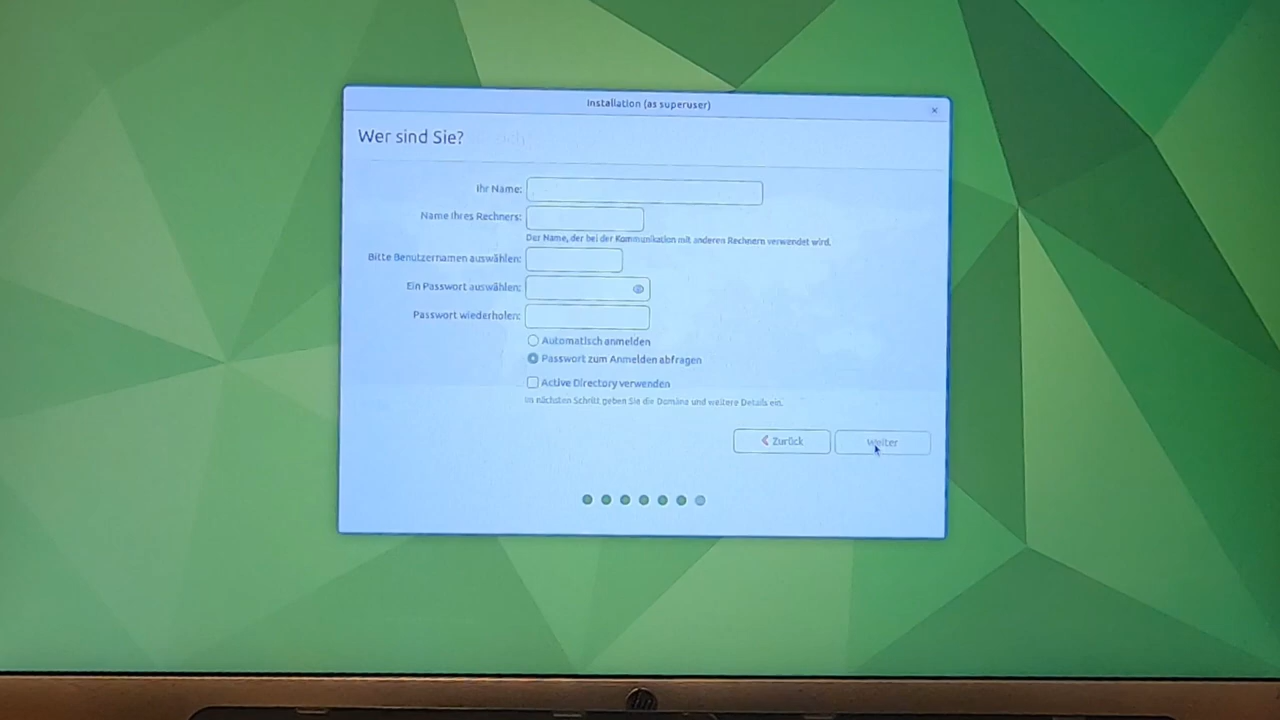 Installation (as superuser)
Wer sind Sie?
Ihr Name:
Name Ihres Rechners:
Der Name, der bei der Kommunikation mit anderen Rechnern verwendet wird.
Bitte Benutzernamen auswählen:
Ein Passwort auswählen:
Passwort wiederholen:
Automatisch anmelden
Passwort zum Anmelden abfragen
Active Directory verwenden
Im nächsten Schritt geben Sie die Domäne und weitere Details ein.
Zurück
Weiter
hp